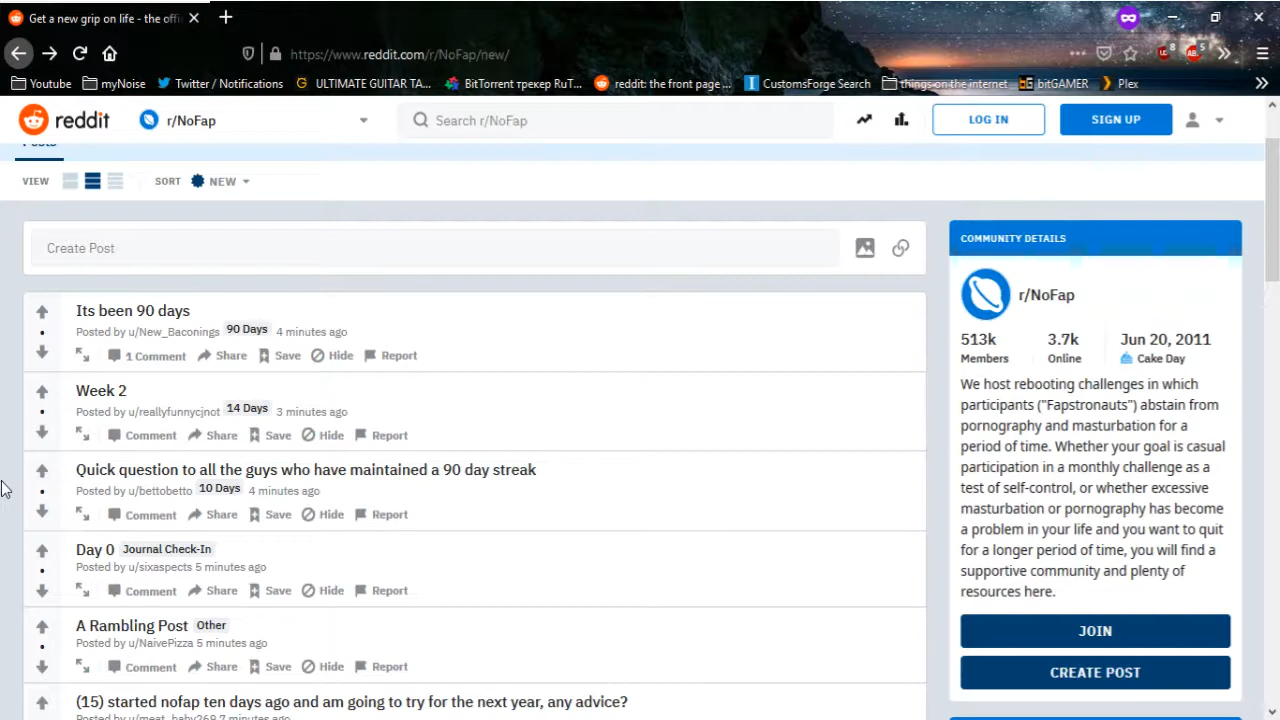 Get a new grip on life - the offi
https://www.reddit.com/r/NoFap/new/
8 5
Youtube myNoise Twitter / Notifications ULTIMATE GUITAR TA... BitTorrent трекер RuT... reddit: the front page ... CustomsForge Search things on the internet bitGAMER Plex
reddit r/NoFap Search r/NoFap LOG IN SIGN UP
Posts
VIEW SORT NEW
Create Post
Its been 90 days
Posted by u/New_Baconings 90 Days 4 minutes ago
1 Comment Share Save Hide Report
Week 2
Posted by u/reallyfunnycjnot 14 Days 3 minutes ago
Comment Share Save Hide Report
Quick question to all the guys who have maintained a 90 day streak
Posted by u/bettobetto 10 Days 4 minutes ago
Comment Share Save Hide Report
Day 0 Journal Check-In
Posted by u/sixaspects 5 minutes ago
Comment Share Save Hide Report
A Rambling Post Other
Posted by u/NaivePizza 5 minutes ago
Comment Share Save Hide Report
(15) started nofap ten days ago and am going to try for the next year, any advice?
Posted by u/meat_baby269 7 minutes ago
COMMUNITY DETAILS
r/NoFap
513k 3.7k Jun 20, 2011
Members Online Cake Day
We host rebooting challenges in which
participants ("Fapstronauts") abstain from
pornography and masturbation for a
period of time. Whether your goal is casual
participation in a monthly challenge as a
test of self-control, or whether excessive
masturbation or pornography has become
a problem in your life and you want to quit
for a longer period of time, you will find a
supportive community and plenty of
resources here.
JOIN
CREATE POST